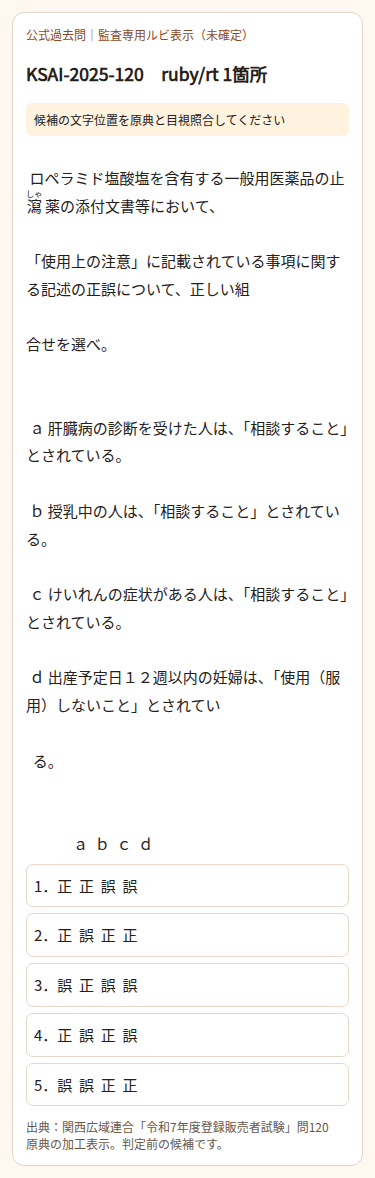 公式過去問｜監査専用ルビ表示（未確定）
KSAI-2025-120　ruby/rt 1箇所
候補の文字位置を原典と目視照合してください
ロペラミド塩酸塩を含有する一般用医薬品の止
しゃ
瀉 薬の添付文書等において、
「使用上の注意」に記載されている事項に関す
る記述の正誤について、正しい組
合せを選べ。
ａ 肝臓病の診断を受けた人は、「相談すること」
とされている。
ｂ 授乳中の人は、「相談すること」とされてい
る。
ｃ けいれんの症状がある人は、「相談すること」
とされている。
ｄ 出産予定日１２週以内の妊婦は、「使用（服
用）しないこと」とされてい
る。
ａ ｂ ｃ ｄ
1．正 正 誤 誤
2．正 誤 正 正
3．誤 正 誤 誤
4．正 誤 正 誤
5．誤 誤 正 正
出典：関西広域連合「令和7年度登録販売者試験」問120
原典の加工表示。判定前の候補です。